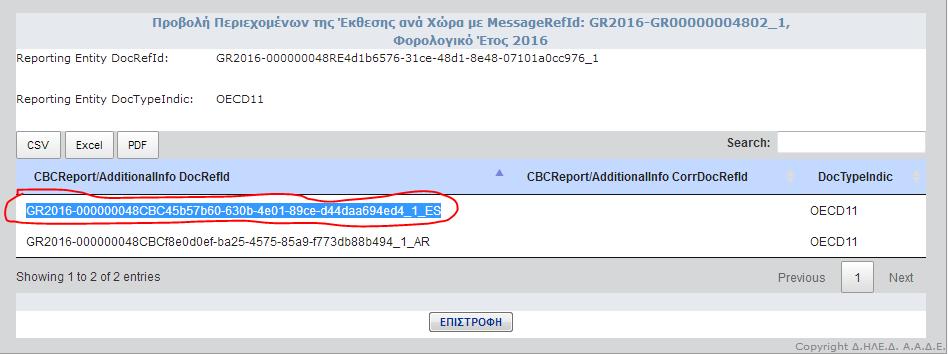 Προβολή Περιεχομένων της Έκθεσης ανά Χώρα με MessageRefId: GR2016-GR00000004802_1,
Φορολογικό Έτος 2016
Reporting Entity DocRefId: GR2016-000000048RE4d1b6576-31ce-48d1-8e48-07101a0cc976_1
Reporting Entity DocTypeIndic: OECD11
CSV Excel PDF Search:
CBCReport/AdditionalInfo DocRefId CBCReport/AdditionalInfo CorrDocRefId DocTypeIndic
GR2016-000000048CBC45b57b60-630b-4e01-89ce-d44daa694ed4_1_ES OECD11
GR2016-000000048CBCf8e0d0ef-ba25-4575-85a9-f773db88b494_1_AR OECD11
Showing 1 to 2 of 2 entries Previous 1 Next
ΕΠΙΣΤΡΟΦΗ
Copyright Δ.ΗΛΕ.Δ. Α.Α.Δ.Ε.